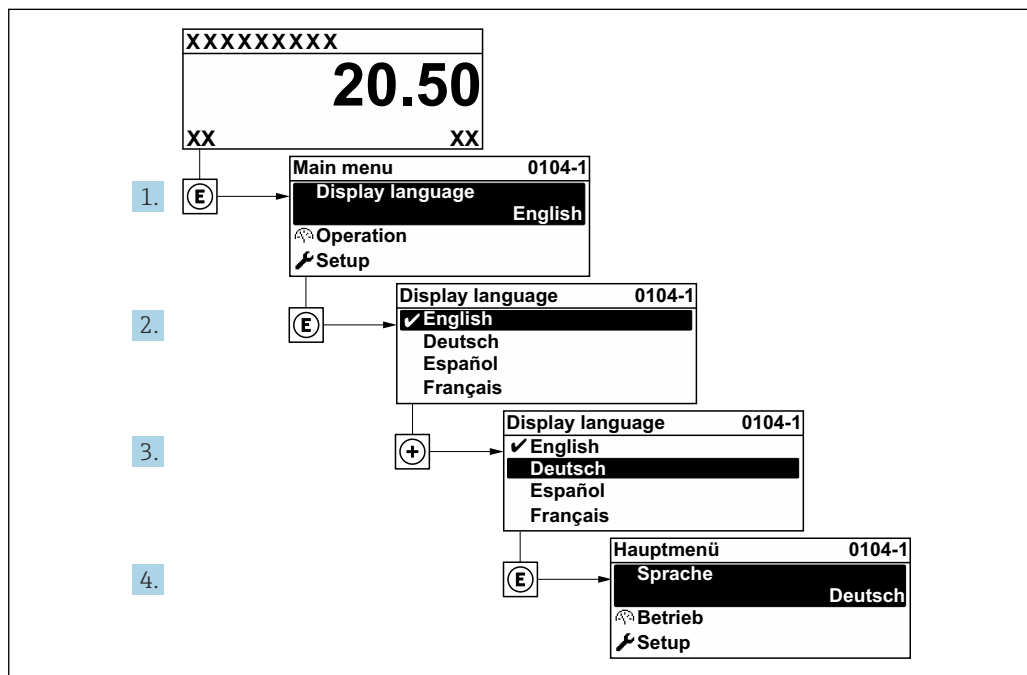 XXXXXXXXX
20.50
XX XX
1. E
Main menu 0104-1
Display language
English
Operation
Setup
2. E
Display language 0104-1
✔ English
Deutsch
Español
Français
3. +
Display language 0104-1
✔ English
Deutsch
Español
Français
4. E
Hauptmenü 0104-1
Sprache
Deutsch
Betrieb
Setup